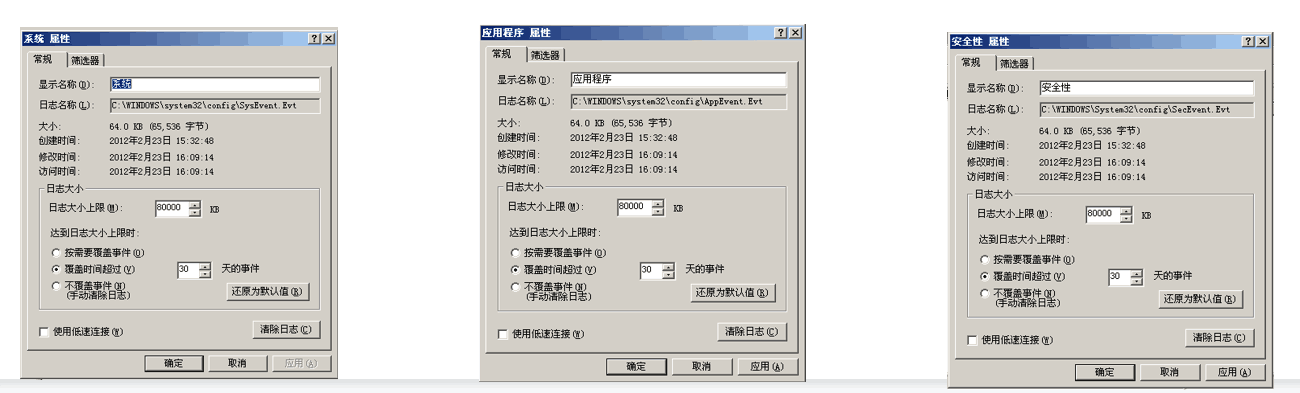 系统 属性
常规 筛选器
显示名称(D): 系统
日志名称(L): C:\WINDOWS\system32\config\SysEvent.Evt
大小: 64.0 KB (65,536 字节)
创建时间: 2012年2月23日 15:32:48
修改时间: 2012年2月23日 16:09:14
访问时间: 2012年2月23日 16:09:14
日志大小
日志大小上限(M): 80000 KB
达到日志大小上限时:
按需要覆盖事件(O)
覆盖时间超过(V) 30 天的事件
不覆盖事件(N)
(手动清除日志)
还原为默认值(R)
使用低速连接(W)
清除日志(C)
确定 取消 应用(A)
应用程序 属性
常规 筛选器
显示名称(D): 应用程序
日志名称(L): C:\WINDOWS\system32\config\AppEvent.Evt
大小: 64.0 KB (65,536 字节)
创建时间: 2012年2月23日 15:32:48
修改时间: 2012年2月23日 16:09:14
访问时间: 2012年2月23日 16:09:14
日志大小
日志大小上限(M): 80000 KB
达到日志大小上限时:
按需要覆盖事件(O)
覆盖时间超过(V) 30 天的事件
不覆盖事件(N)
(手动清除日志)
还原为默认值(R)
使用低速连接(W)
清除日志(C)
确定 取消 应用(A)
安全性 属性
常规 筛选器
显示名称(D): 安全性
日志名称(L): C:\WINDOWS\System32\config\SecEvent.Evt
大小: 64.0 KB (65,536 字节)
创建时间: 2012年2月23日 15:32:48
修改时间: 2012年2月23日 16:09:14
访问时间: 2012年2月23日 16:09:14
日志大小
日志大小上限(M): 80000 KB
达到日志大小上限时:
按需要覆盖事件(O)
覆盖时间超过(V) 30 天的事件
不覆盖事件(N)
(手动清除日志)
还原为默认值(R)
使用低速连接(W)
清除日志(C)
确定 取消 应用(A)